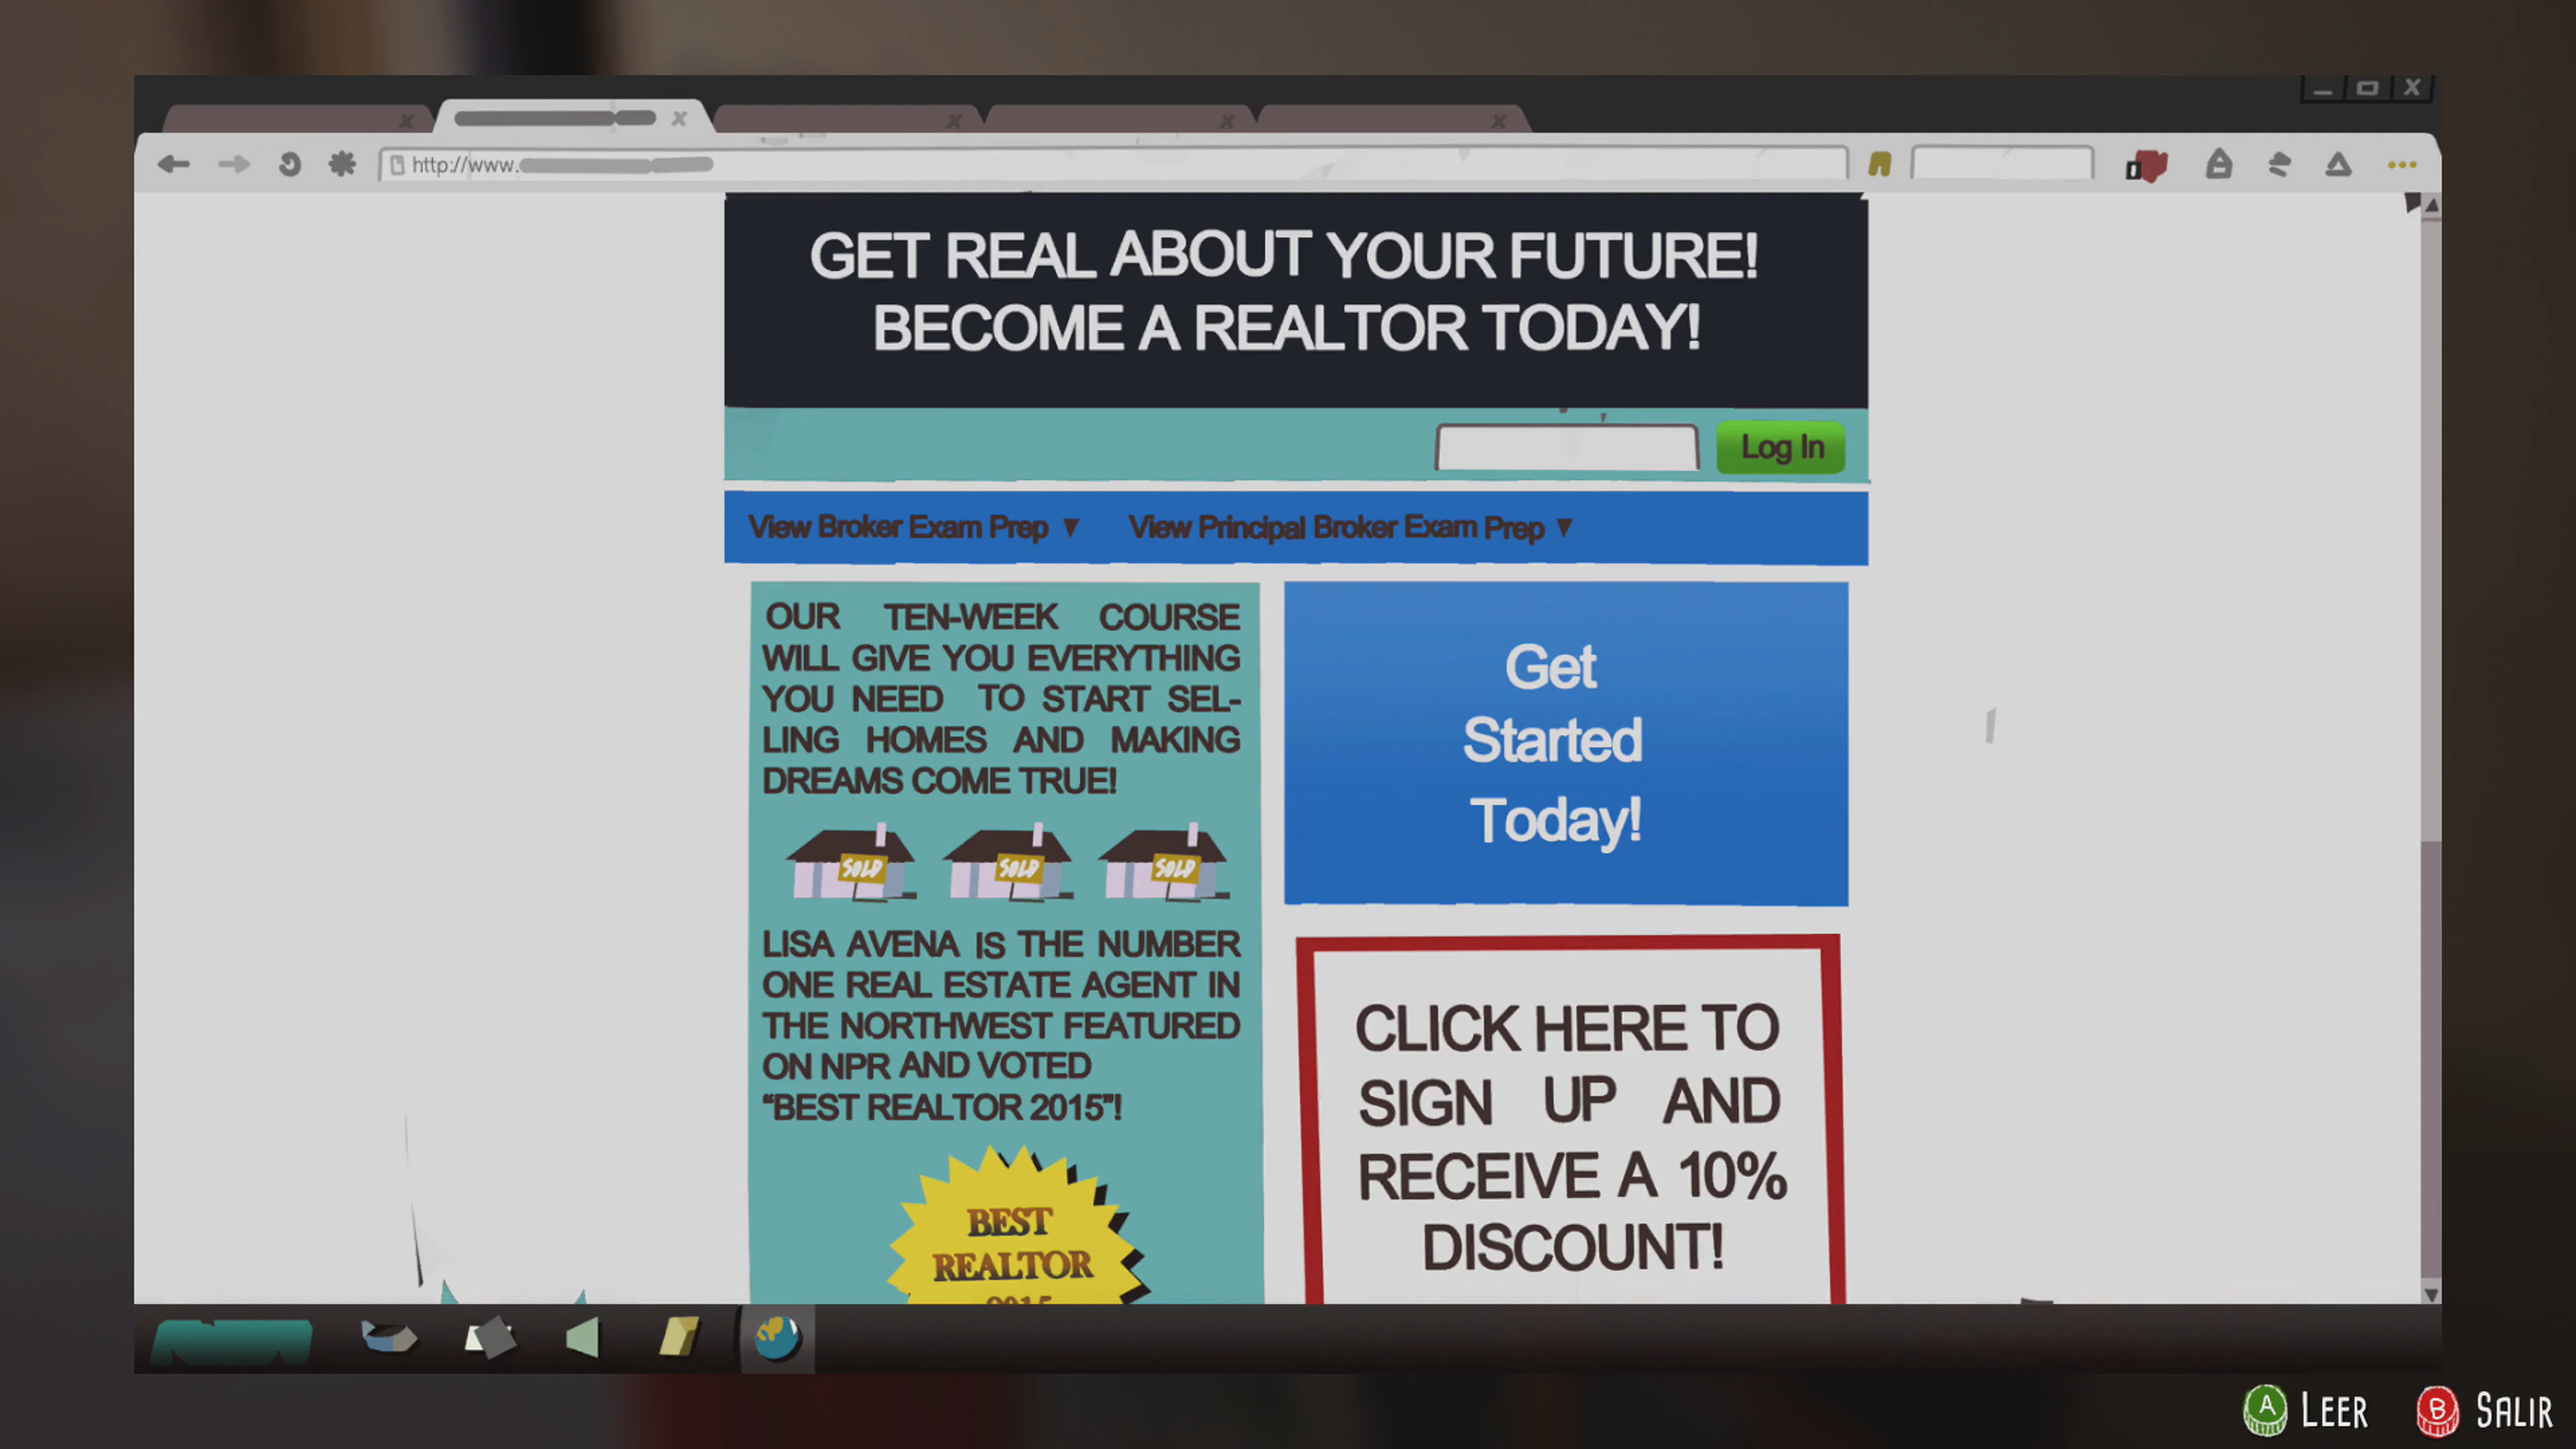 http://www.
GET REAL ABOUT YOUR FUTURE!
BECOME A REALTOR TODAY!
Log In
View Broker Exam Prep ▼ View Principal Broker Exam Prep ▼
OUR TEN-WEEK COURSE
WILL GIVE YOU EVERYTHING
YOU NEED TO START SEL-
LING HOMES AND MAKING
DREAMS COME TRUE!
SOLD SOLD SOLD
LISA AVENA IS THE NUMBER
ONE REAL ESTATE AGENT IN
THE NORTHWEST FEATURED
ON NPR AND VOTED
“BEST REALTOR 2015”!
BEST
REALTOR
2015
Get
Started
Today!
CLICK HERE TO
SIGN UP AND
RECEIVE A 10%
DISCOUNT!
A LEER B SALIR